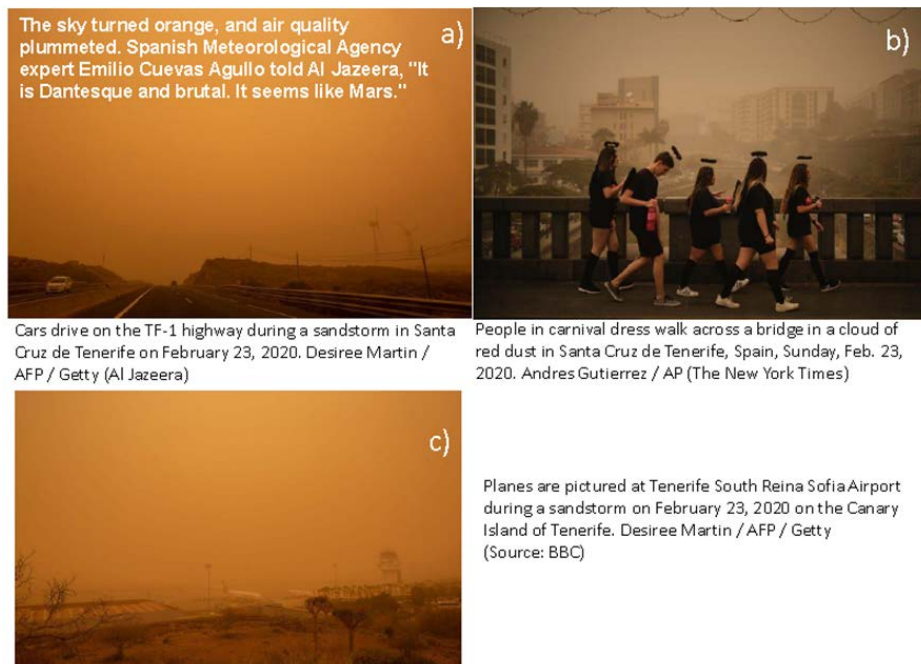 The sky turned orange, and air quality
plummeted. Spanish Meteorological Agency
expert Emilio Cuevas Agullo told Al Jazeera, "It
is Dantesque and brutal. It seems like Mars."
a)
b)
Cars drive on the TF-1 highway during a sandstorm in Santa
Cruz de Tenerife on February 23, 2020. Desiree Martin /
AFP / Getty (Al Jazeera)
People in carnival dress walk across a bridge in a cloud of
red dust in Santa Cruz de Tenerife, Spain, Sunday, Feb. 23,
2020. Andres Gutierrez / AP (The New York Times)
c)
Planes are pictured at Tenerife South Reina Sofia Airport
during a sandstorm on February 23, 2020 on the Canary
Island of Tenerife. Desiree Martin / AFP / Getty
(Source: BBC)